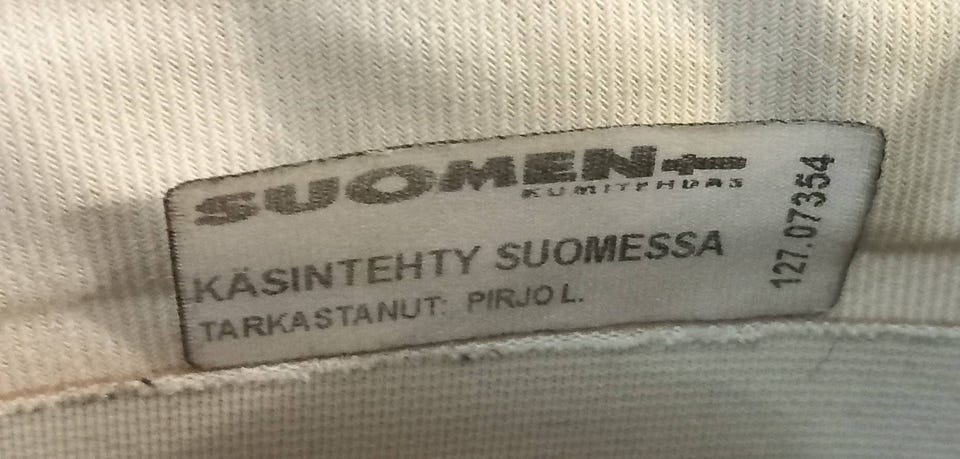 SUOMEN
KUMITEHDAS
KÄSINTEHTY SUOMESSA
TARKASTANUT: PIRJO L.
127.07354